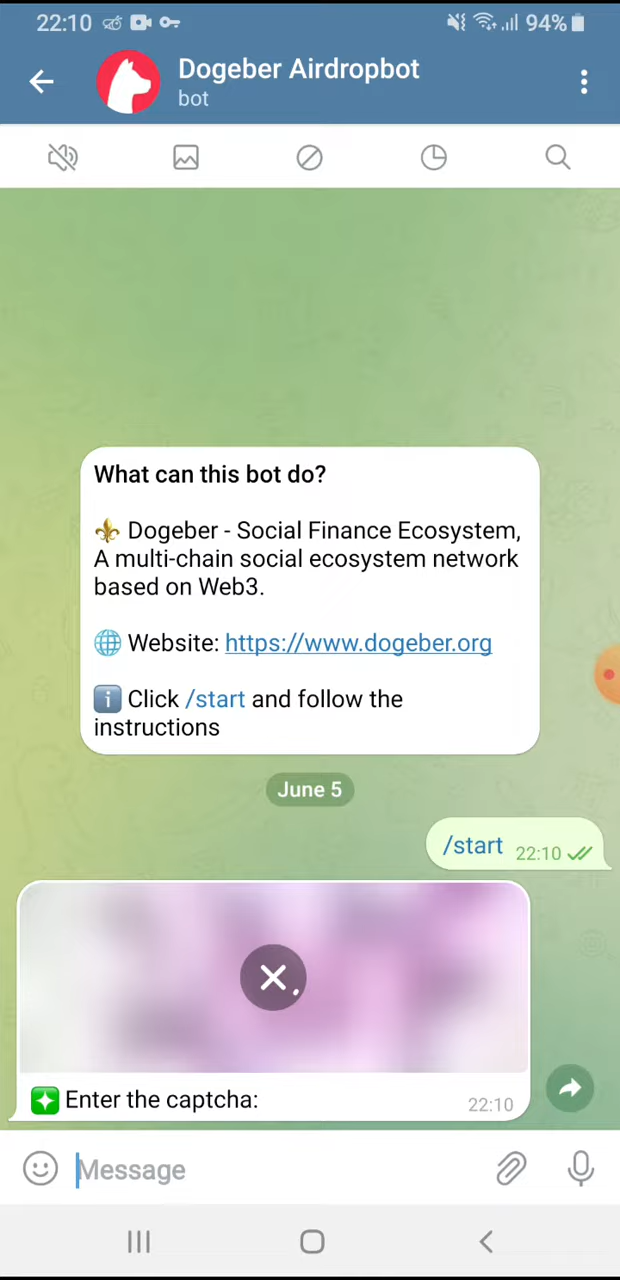 22:10 94%
Dogeber Airdropbot
bot
What can this bot do?
⚜️ Dogeber - Social Finance Ecosystem,
A multi-chain social ecosystem network
based on Web3.
🌐 Website: https://www.dogeber.org
ℹ️ Click /start and follow the
instructions
June 5
/start 22:10
Enter the captcha: 22:10
Message